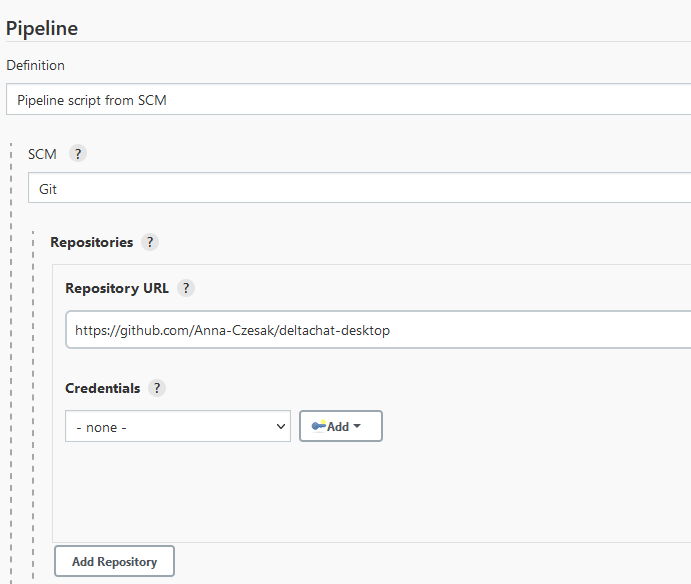 Pipeline
Definition
Pipeline script from SCM
SCM ?
Git
Repositories ?
Repository URL ?
https://github.com/Anna-Czesak/deltachat-desktop
Credentials ?
- none - Add
Add Repository